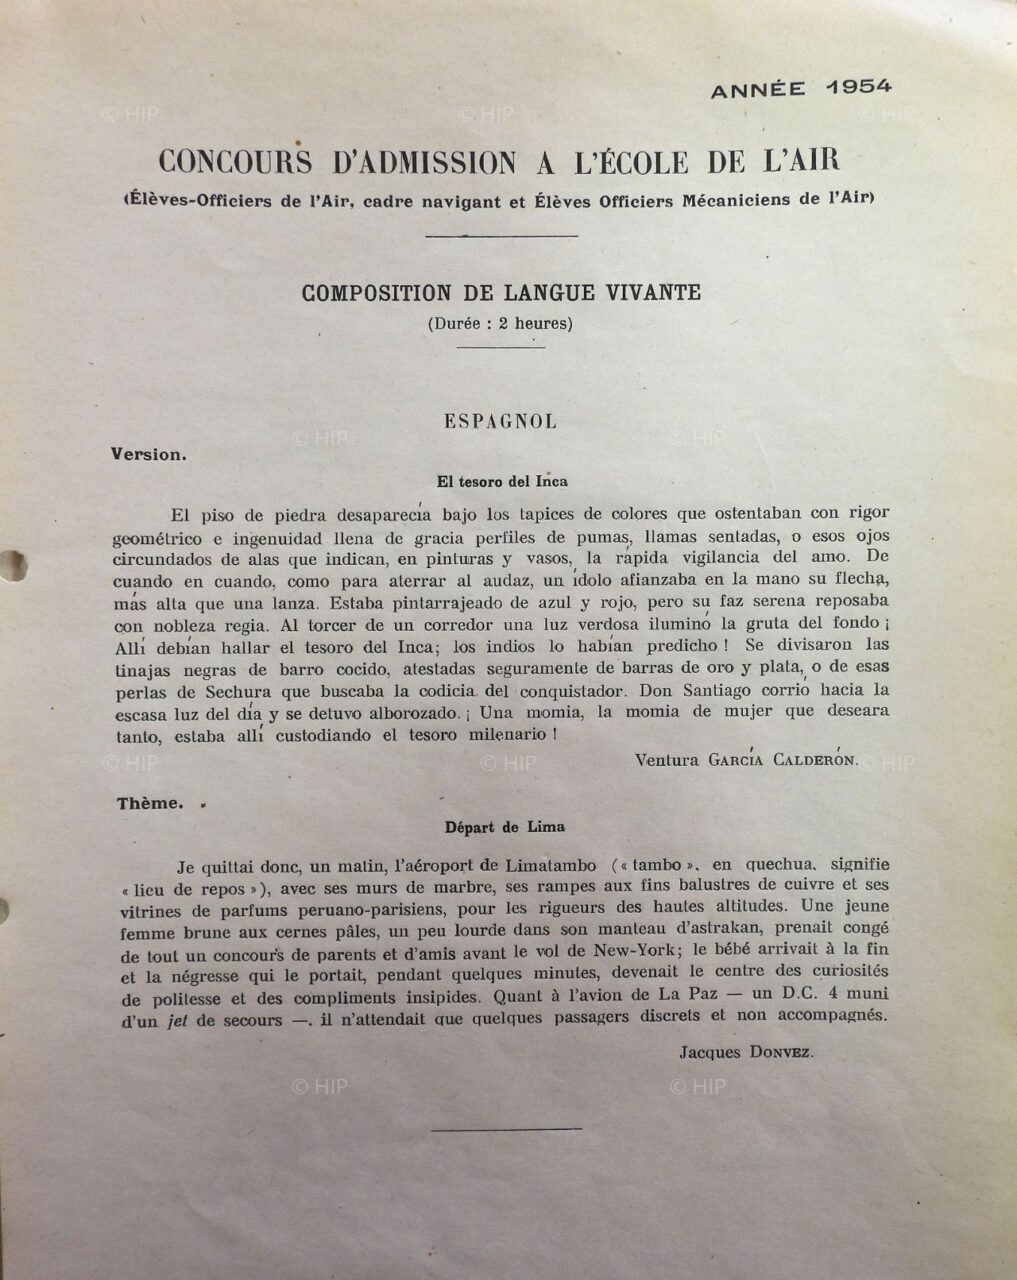 ANNÉE 1954
CONCOURS D'ADMISSION A L'ÉCOLE DE L'AIR
(Élèves-Officiers de l'Air, cadre navigant et Élèves Officiers Mécaniciens de l'Air)
COMPOSITION DE LANGUE VIVANTE
(Durée : 2 heures)
ESPAGNOL
Version.
El tesoro del Inca
El piso de piedra desaparecía bajo los tapices de colores que ostentaban con rigor
geométrico e ingenuidad llena de gracia perfiles de pumas, llamas sentadas, o esos ojos
circundados de alas que indican, en pinturas y vasos, la rápida vigilancia del amo. De
cuando en cuando, como para aterrar al audaz, un ídolo afianzaba en la mano su flecha,
más alta que una lanza. Estaba pintarrajeado de azul y rojo, pero su faz serena reposaba
con nobleza regia. Al torcer de un corredor una luz verdosa iluminó la gruta del fondo ¡
Allí debían hallar el tesoro del Inca; los indios lo habían predicho ! Se divisaron las
tinajas negras de barro cocido, atestadas seguramente de barras de oro y plata, o de esas
perlas de Sechura que buscaba la codicia del conquistador. Don Santiago corrió hacia la
escasa luz del día y se detuvo alborozado. ¡ Una momia, la momia de mujer que deseara
tanto, estaba allí custodiando el tesoro milenario !
Ventura GARCÍA CALDERÓN.
Thème.
Départ de Lima
Je quittai donc, un matin, l'aéroport de Limatambo (« tambo », en quechua, signifie
« lieu de repos »), avec ses murs de marbre, ses rampes aux fins balustres de cuivre et ses
vitrines de parfums peruano-parisiens, pour les rigueurs des hautes altitudes. Une jeune
femme brune aux cernes pâles, un peu lourde dans son manteau d'astrakan, prenait congé
de tout un concours de parents et d'amis avant le vol de New-York; le bébé arrivait à la fin
et la négresse qui le portait, pendant quelques minutes, devenait le centre des curiosités
de politesse et des compliments insipides. Quant à l'avion de La Paz — un D.C. 4 muni
d'un jet de secours —, il n'attendait que quelques passagers discrets et non accompagnés.
Jacques DONVEZ.
© HIP
© HIP
© HIP
© HIP
© HIP
© HIP
© HIP
© HIP
© HIP
© HIP